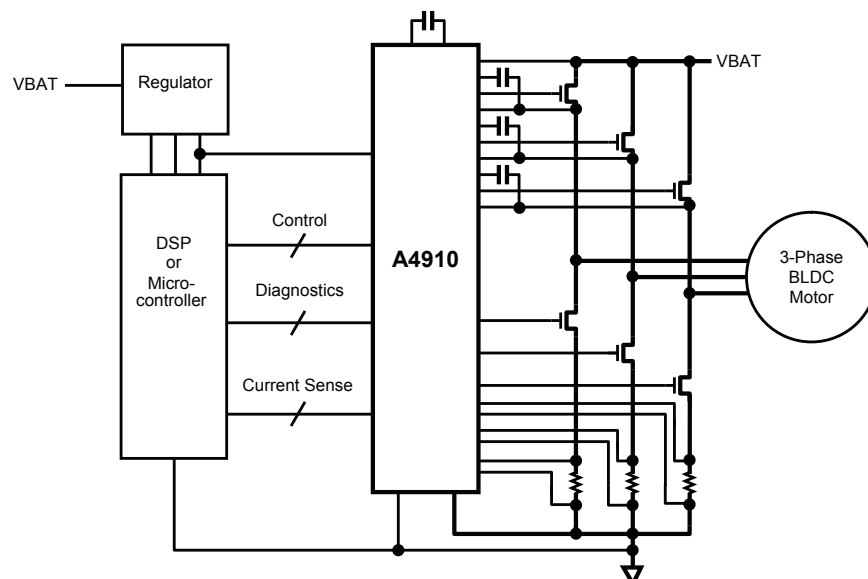 VBAT
Regulator
VBAT
DSP
or
Micro-
controller
Control
Diagnostics
Current Sense
A4910
3-Phase
BLDC
Motor